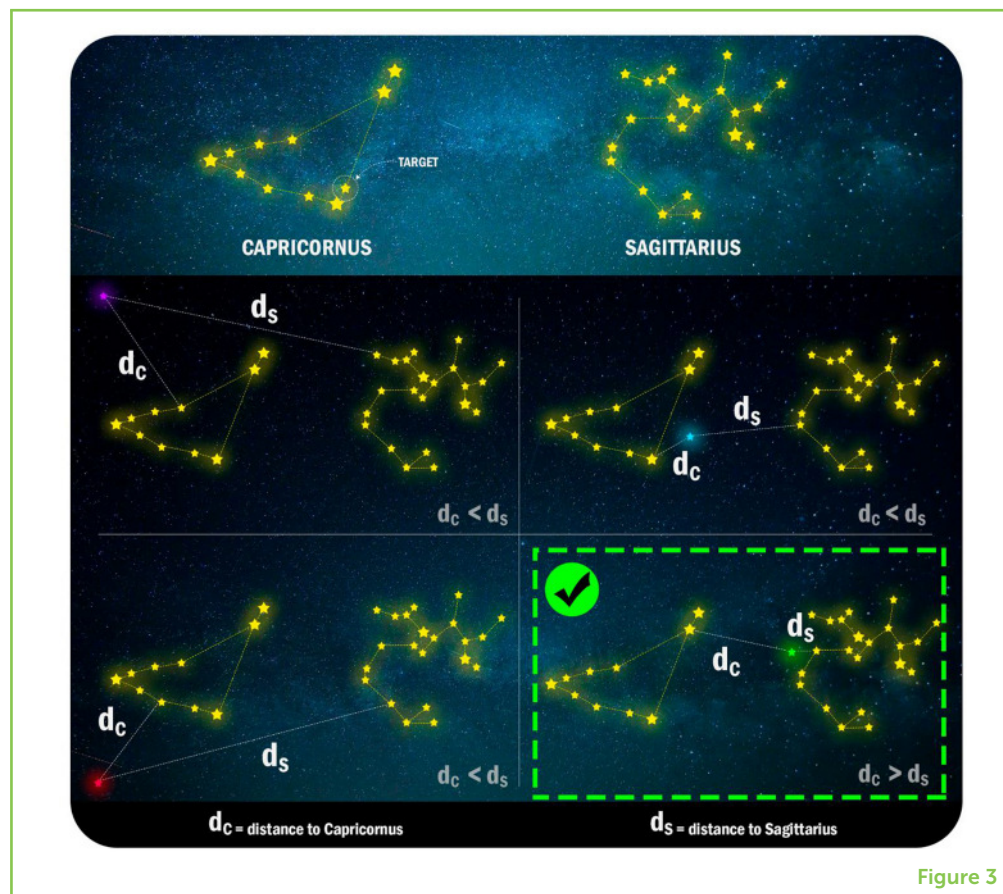 TARGET
CAPRICORNUS
SAGITTARIUS
dS
dC
dC < dS
dS
dC
dC < dS
dC
dS
dC < dS
dS
dC
dC > dS
dC = distance to Capricornus
dS = distance to Sagittarius
Figure 3